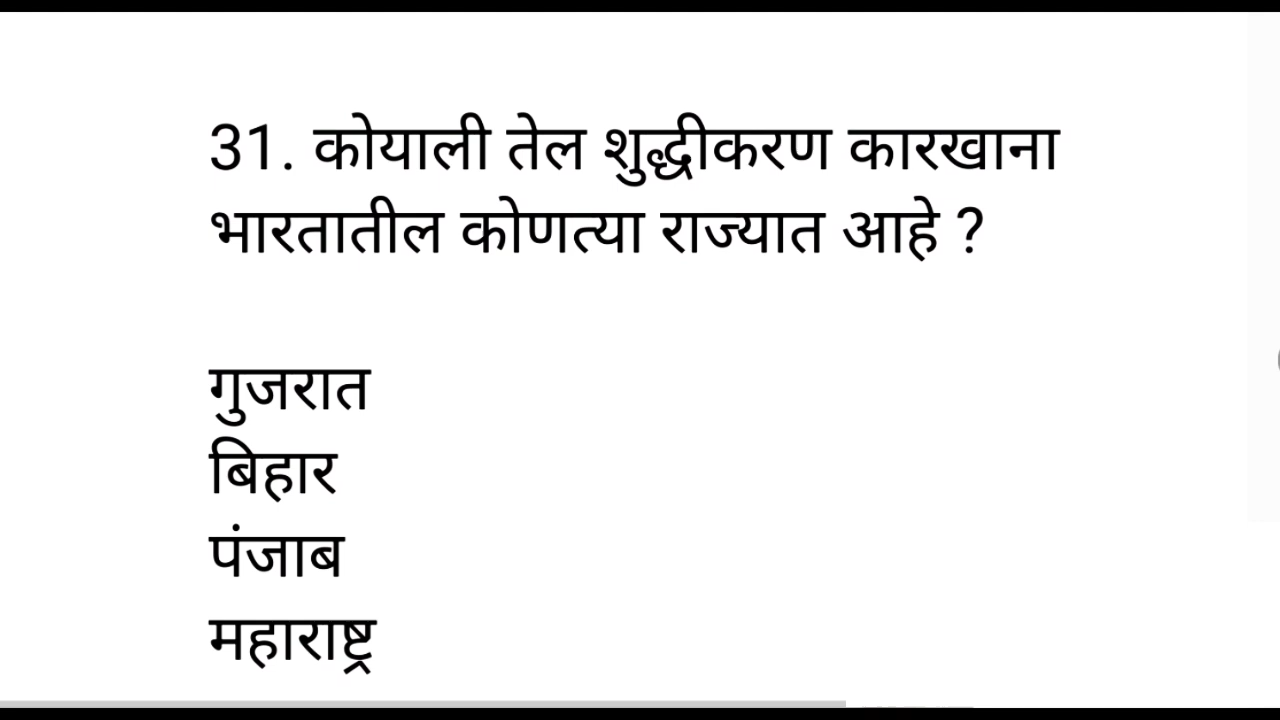 31. कोयाली तेल शुद्धीकरण कारखाना
भारतातील कोणत्या राज्यात आहे ?
गुजरात
बिहार
पंजाब
महाराष्ट्र